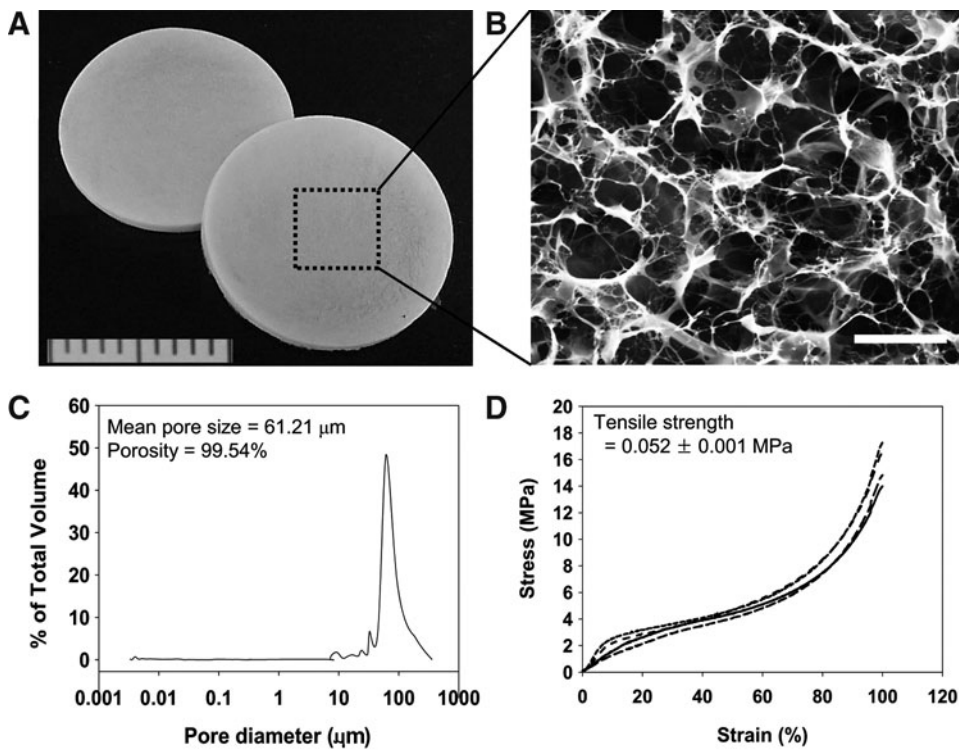 A
B
C
60
50
40
30
20
10
0
% of Total Volume
Mean pore size = 61.21 μm
Porosity = 99.54%
0.001 0.01 0.1 1 10 100 1000
Pore diameter (μm)
D
20
18
16
14
12
10
8
6
4
2
0
Stress (MPa)
Tensile strength
= 0.052 ± 0.001 MPa
0 20 40 60 80 100 120
Strain (%)